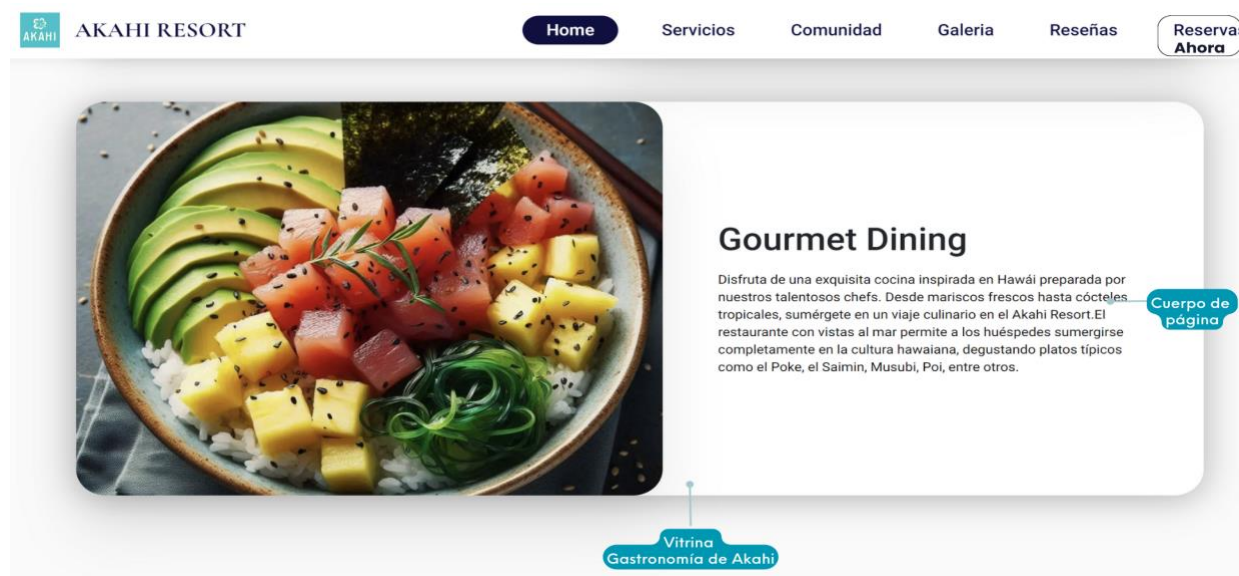 AKAHI
AKAHI RESORT
Home
Servicios
Comunidad
Galeria
Reseñas
Reservas
Ahora
Gourmet Dining
Disfruta de una exquisita cocina inspirada en Hawái preparada por
nuestros talentosos chefs. Desde mariscos frescos hasta cócteles
tropicales, sumérgete en un viaje culinario en el Akahi Resort.El
restaurante con vistas al mar permite a los huéspedes sumergirse
completamente en la cultura hawaiana, degustando platos típicos
como el Poke, el Saimin, Musubi, Poi, entre otros.
Cuerpo de
página
Vitrina
Gastronomía de Akahi